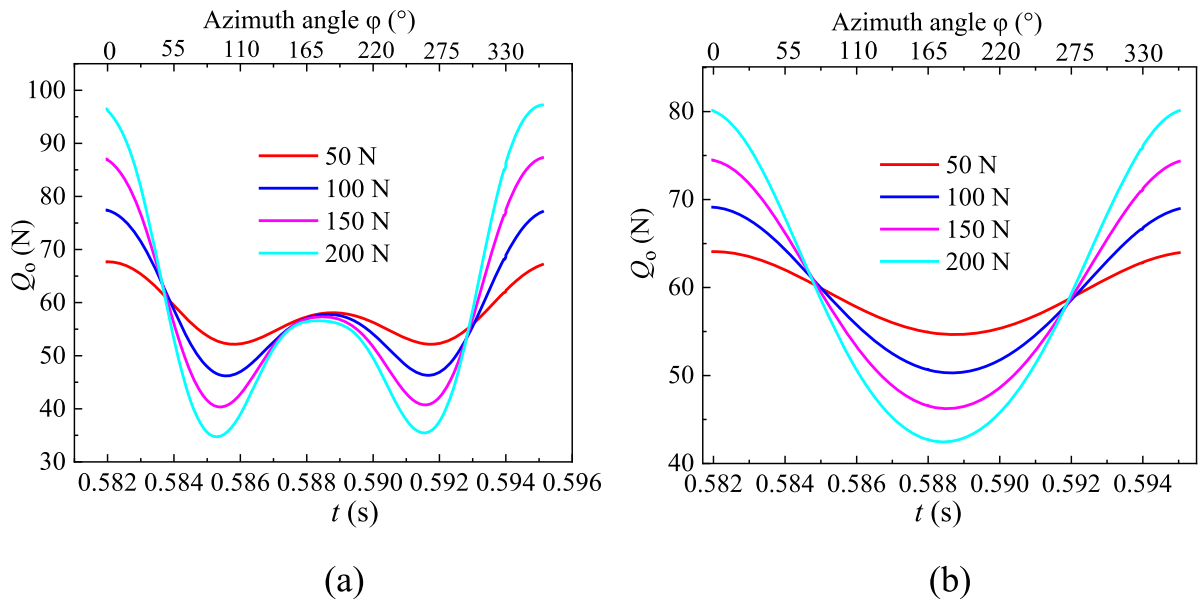 Azimuth angle φ (°)
0 55 110 165 220 275 330
100
90
80
70
60
50
40
30
Qo (N)
50 N
100 N
150 N
200 N
0.582 0.584 0.586 0.588 0.590 0.592 0.594 0.596
t (s)
(a)
Azimuth angle φ (°)
0 55 110 165 220 275 330
80
70
60
50
40
Qo (N)
50 N
100 N
150 N
200 N
0.582 0.584 0.586 0.588 0.590 0.592 0.594
t (s)
(b)